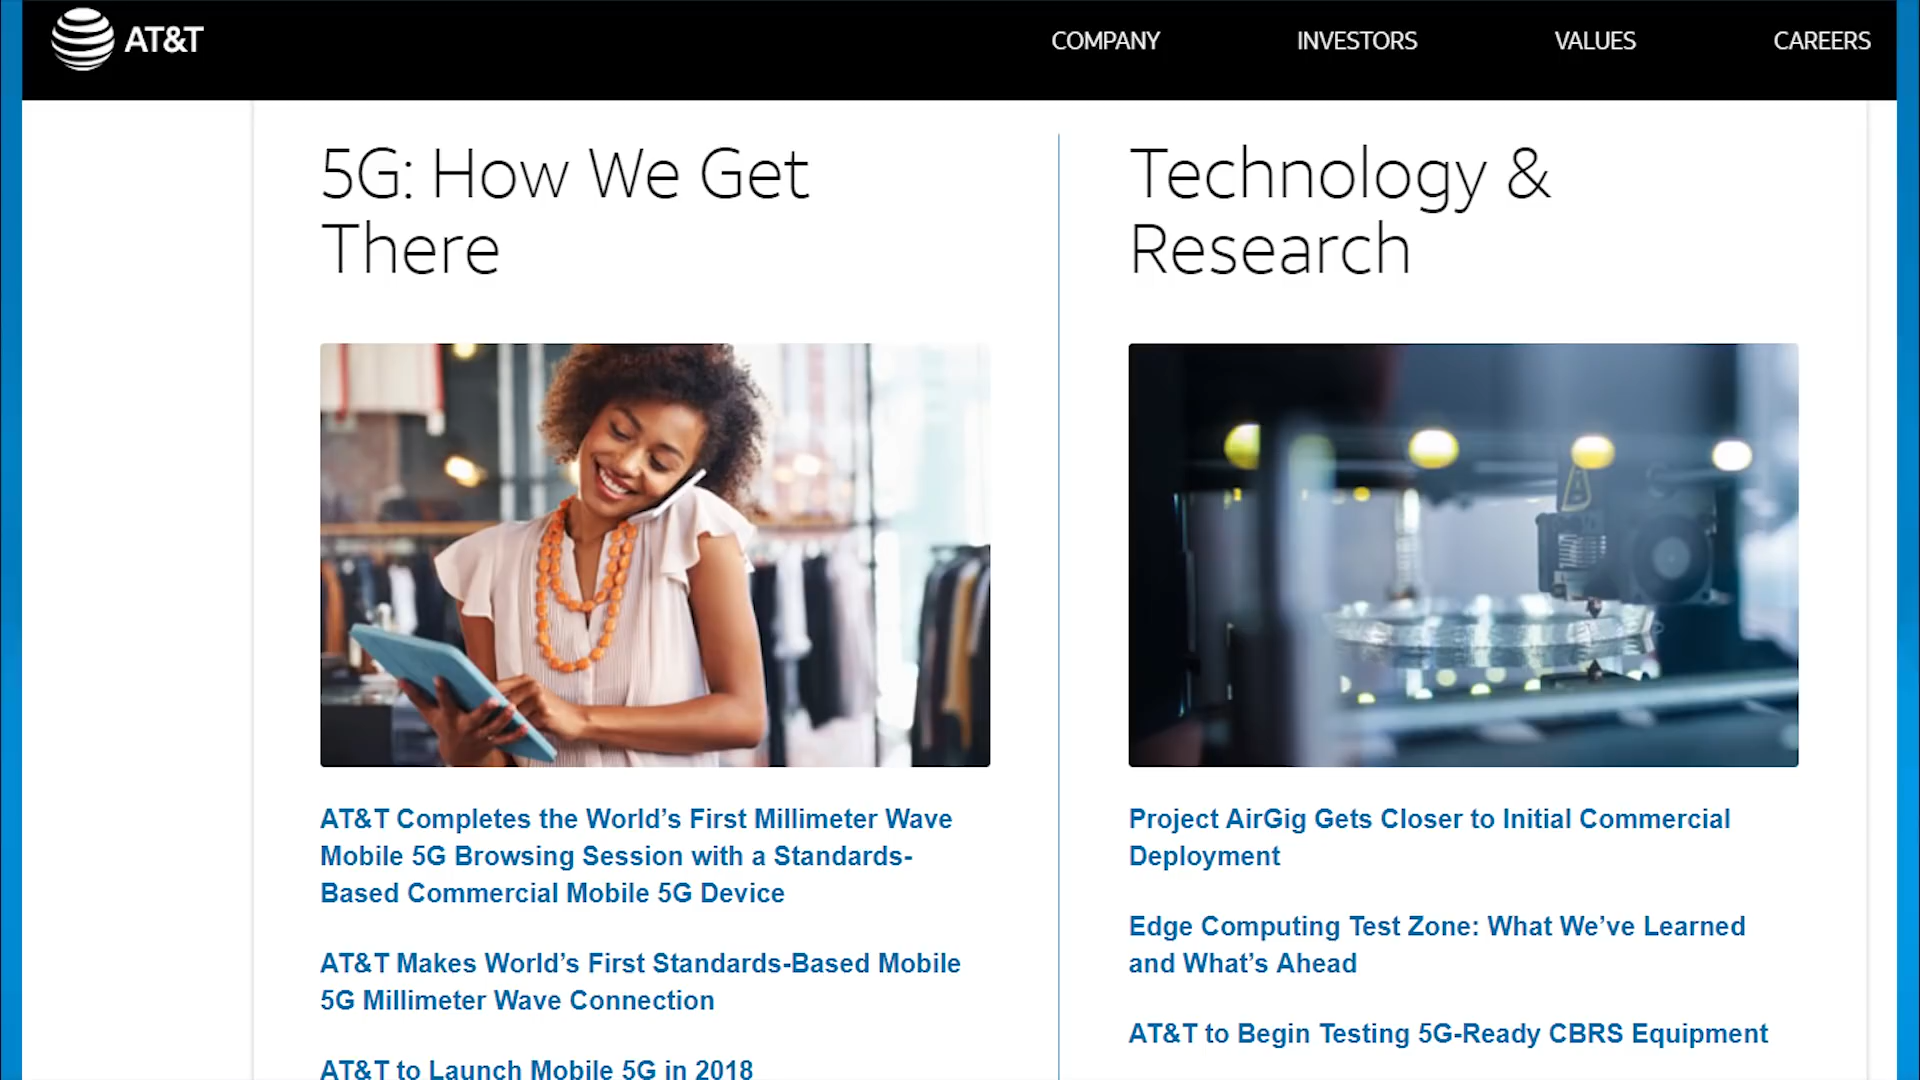 AT&T
COMPANY
INVESTORS
VALUES
CAREERS
5G: How We Get
There
AT&T Completes the World’s First Millimeter Wave
Mobile 5G Browsing Session with a Standards-
Based Commercial Mobile 5G Device
AT&T Makes World’s First Standards-Based Mobile
5G Millimeter Wave Connection
AT&T to Launch Mobile 5G in 2018
Technology &
Research
Project AirGig Gets Closer to Initial Commercial
Deployment
Edge Computing Test Zone: What We’ve Learned
and What’s Ahead
AT&T to Begin Testing 5G-Ready CBRS Equipment